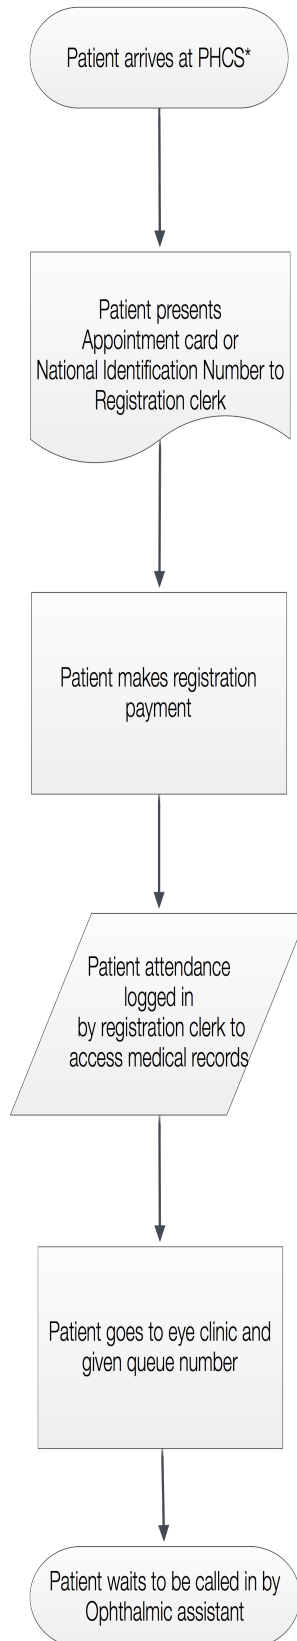 Patient arrives at PHCS*
Patient presents
Appointment card or
National Identification Number to
Registration clerk
Patient makes registration
payment
Patient attendance
logged in
by registration clerk to
access medical records
Patient goes to eye clinic and
given queue number
Patient waits to be called in by
Ophthalmic assistant